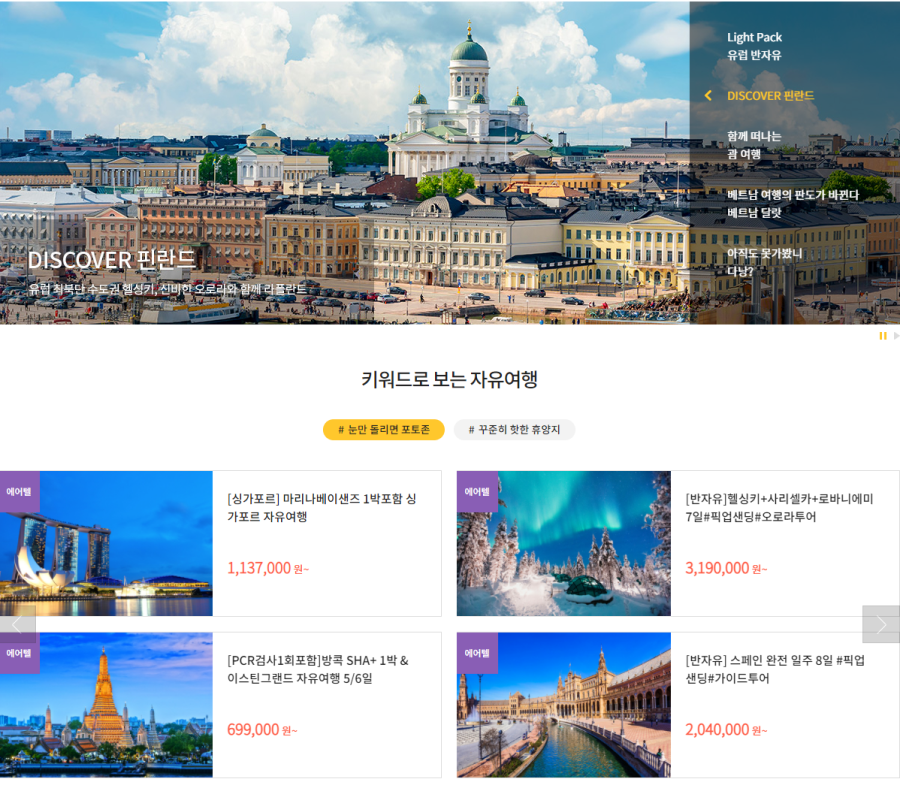 Light Pack
유럽 반자유
DISCOVER 핀란드
함께 떠나는
괌 여행
베트남 여행의 판도가 바뀐다
베트남 달랏
아직도 못가봤니
다낭?
DISCOVER 핀란드
유럽 최북단 수도권 헬싱키, 신비한 오로라와 함께 라플란드
키워드로 보는 자유여행
# 눈만 돌리면 포토존
# 꾸준히 핫한 휴양지
에어텔
[싱가포르] 마리나베이샌즈 1박포함 싱
가포르 자유여행
1,137,000 원~
에어텔
[반자유]헬싱키+사리셀카+로바니에미
7일#픽업샌딩#오로라투어
3,190,000 원~
에어텔
[PCR검사1회포함]방콕 SHA+ 1박 &
이스틴그랜드 자유여행 5/6일
699,000 원~
에어텔
[반자유] 스페인 완전 일주 8일 #픽업
샌딩#가이드투어
2,040,000 원~